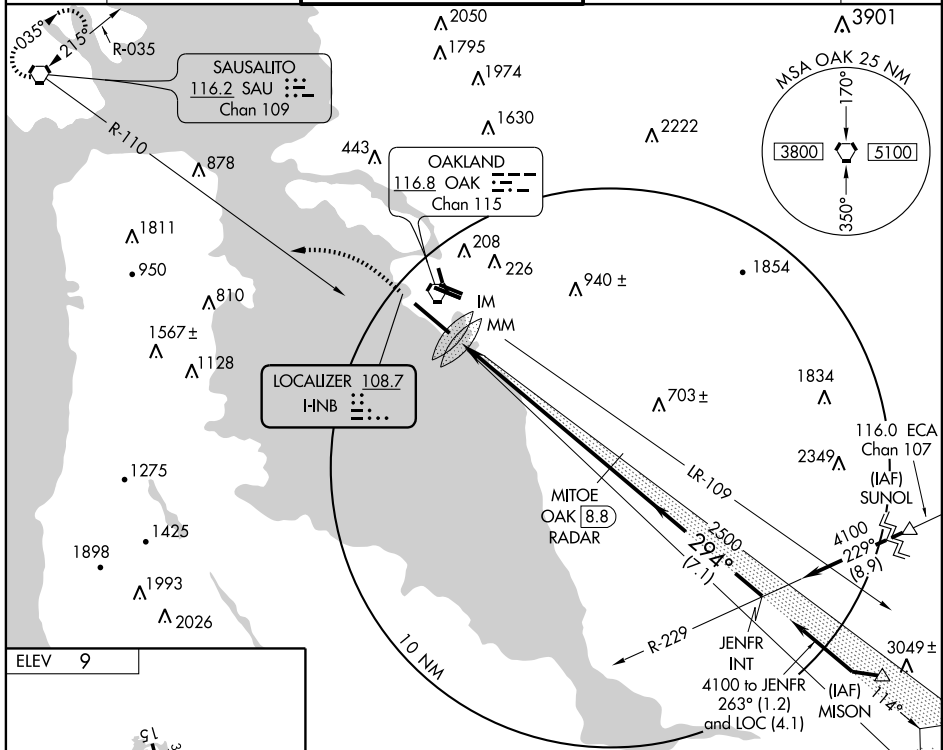 035°
215°
R-035
SAUSALITO
116.2 SAU
Chan 109
R-110
2050
1795
1974
1630
2222
3901
MSA OAK 25 NM
170°
3800
5100
350°
443
878
OAKLAND
116.8 OAK
Chan 115
1811
950
208
226
940 ±
1854
810
1567 ±
1128
IM
MM
LOCALIZER 108.7
I-INB
703 ±
1834
2349
116.0 ECA
Chan 107
(IAF)
SUNOL
LR-109
MITOE
OAK 8.8
RADAR
2500
294°
(7.1)
4100
229°
(8.9)
1275
1425
1898
1993
2026
R-229
JENFR
INT
4100 to JENFR
263° (1.2)
and LOC (4.1)
(IAF)
MISON
3049 ±
114°
10 NM
ELEV 9
15
3